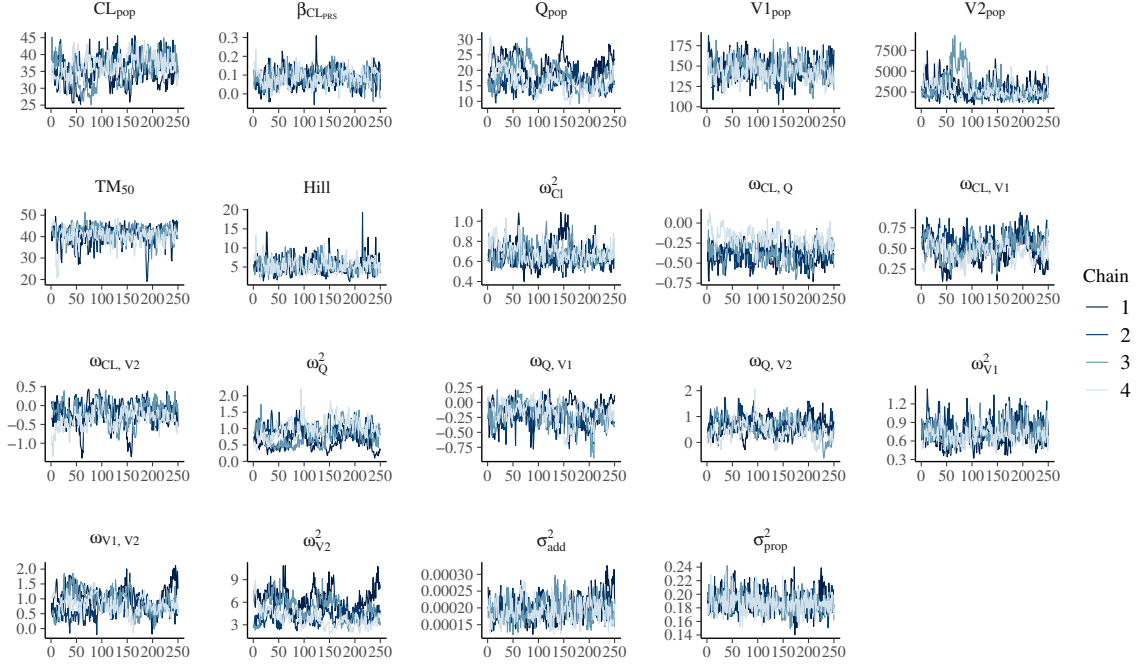 CLpop βCLPRS Qpop V1pop V2pop
45 40 35 30 25
0 50 100 150 200 250
0.3 0.2 0.1 0.0
0 50 100 150 200 250
30 25 20 15 10
0 50 100 150 200 250
175 150 125 100
0 50 100 150 200 250
7500 5000 2500
0 50 100 150 200 250
TM50 Hill ω²Cl ωCL, Q ωCL, V1
50 40 30 20
0 50 100 150 200 250
20 15 10 5
0 50 100 150 200 250
1.0 0.8 0.6 0.4
0 50 100 150 200 250
0.00 −0.25 −0.50 −0.75
0 50 100 150 200 250
0.75 0.50 0.25
0 50 100 150 200 250
Chain
1
2
3
4
ωCL, V2 ω²Q ωQ, V1 ωQ, V2 ω²V1
0.5 0.0 −0.5 −1.0
0 50 100 150 200 250
2.0 1.5 1.0 0.5 0.0
0 50 100 150 200 250
0.25 0.00 −0.25 −0.50 −0.75
0 50 100 150 200 250
2 1 0
0 50 100 150 200 250
1.2 0.9 0.6 0.3
0 50 100 150 200 250
ωV1, V2 ω²V2 σ²add σ²prop
2.0 1.5 1.0 0.5 0.0
0 50 100 150 200 250
9 6 3
0 50 100 150 200 250
0.00030 0.00025 0.00020 0.00015
0 50 100 150 200 250
0.24 0.22 0.20 0.18 0.16 0.14
0 50 100 150 200 250